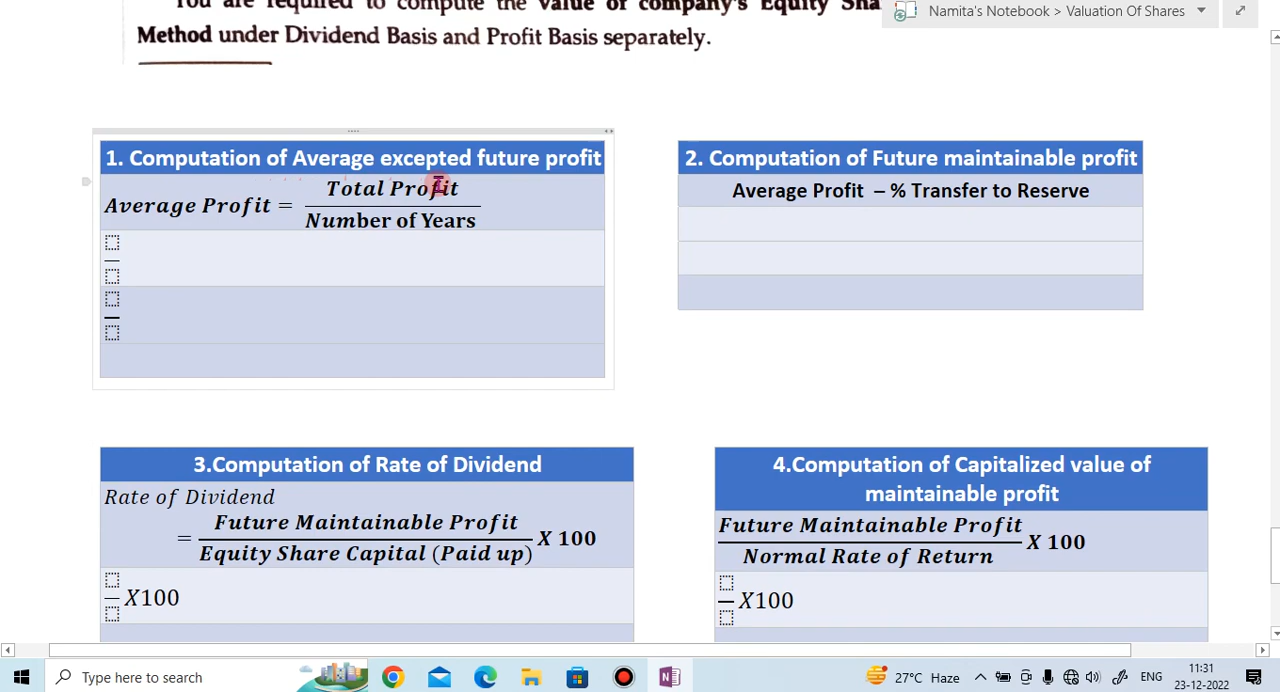 You are required to compute the value of company's Equity Sha
Method under Dividend Basis and Profit Basis separately.
Namita's Notebook > Valuation Of Shares
1. Computation of Average excepted future profit
Average Profit = Total Profit
Number of Years
2. Computation of Future maintainable profit
Average Profit – % Transfer to Reserve
3.Computation of Rate of Dividend
Rate of Dividend
= Future Maintainable Profit X 100
Equity Share Capital (Paid up)
X100
4.Computation of Capitalized value of
maintainable profit
Future Maintainable Profit X 100
Normal Rate of Return
X100
Type here to search
27°C Haze
ENG
11:31
23-12-2022